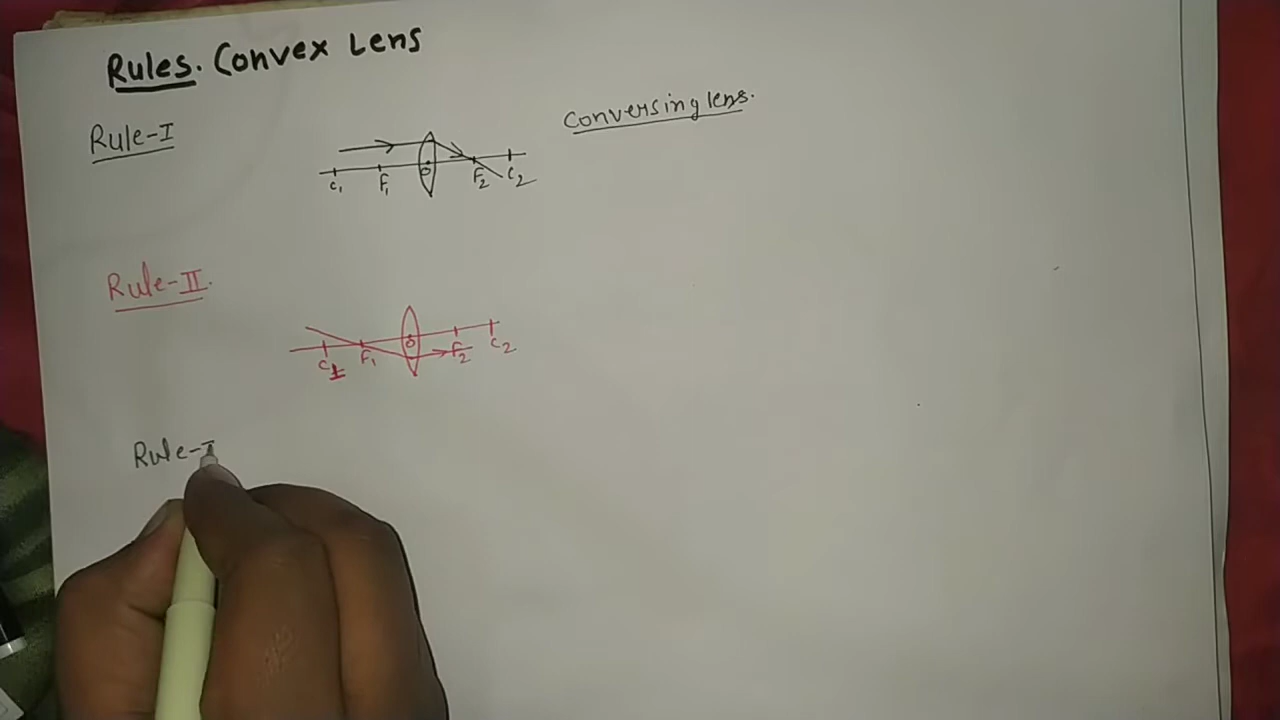 Rules. Convex Lens
Conversing lens.
Rule-I
C₁ F₁ O F₂ C₂
Rule-II.
C1 F₁ O F₂ C₂
Rule-I